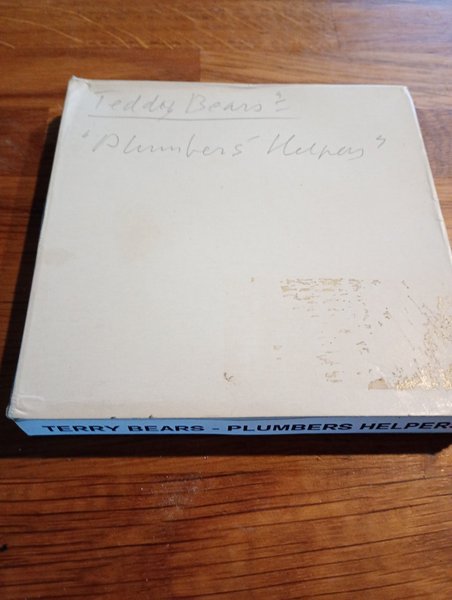 Teddy Bears?
"Plumbers' Helpers"
TERRY BEARS - PLUMBERS HELPERS